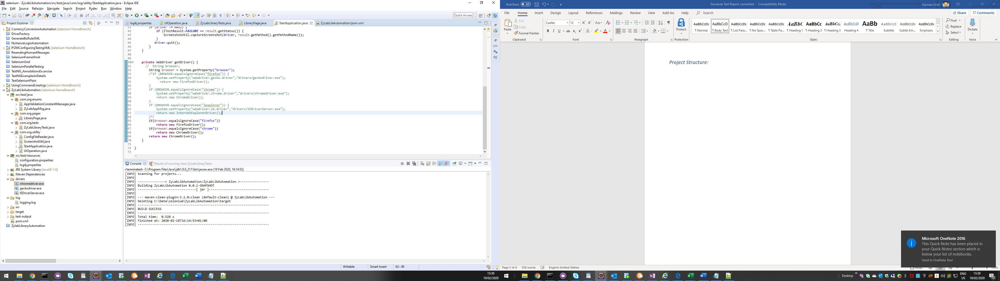 zelenium - ZyLabLibAutomation/src/test/java/com/org/utility/StartApplication.java - Eclipse IDE
File Edit Source Refactor Navigate Search Project Pydev Run Window Help
Quick Access
Project Explorer
CurrencyConversionAutomation [zelenium HomeBranch]
DriverFactory
GenerateBizRuleXML
NuVasiveLoginAutomation
POMConfiguringTestngXML [zelenium HomeBranch]
ResendingHumanMessages
SeleniumFrameWork
SeleniumGrid
SeleniumParallelTesting
TestNG_AnnotationsExcercise
TestNGExamplesInDetails
TestSeleniumPlain
UsingCommandLineArgs [zelenium HomeBranch]
ZyLabLibAutomation [zelenium HomeBranch]
src/test/java
com.org.enums
AppValidationConstantMessages.java
ZyLabAppMsg.java
com.org.pages
LibraryPage.java
com.org.tests
ZyLabLibraryTests.java
com.org.utility
ConfigFileReader.java
ScreenshotUtil.java
StartApplication.java
UIOperation.java
src/test/resources
configuration.properties
log4j.properties
JRE System Library [JavaSE-1.6]
Maven Dependencies
drivers
chromedriver.exe
geckodriver.exe
IEDriverServer.exe
log
logging.log
src
target
test-output
pom.xml
ZylabLibraryAutomation
log4j.properties UIOperation.java ZyLabLibraryTests.java LibraryPage.java StartApplication.java ZyLabLibAutomation/pom.xml
41 if (driver != null) {
42 if (ITestResult.FAILURE == result.getStatus()) {
43 ScreenshotUtil.captureScreenshot(driver, result.getMethod().getMethodName());
44 }
45 driver.quit();
46 }
47 }
48
49
50 private WebDriver getDriver() {
51 // String browser;
52 String browser = System.getProperty("browser");
53 /*if (BROWSER.equalsIgnoreCase("firefox")) {
54 System.setProperty("webdriver.gecko.driver","drivers/geckodriver.exe");
55 return new FirefoxDriver();
56 }
57 if (BROWSER.equalsIgnoreCase("chrome")) {
58 System.setProperty("webdriver.chrome.driver","drivers/chromedriver.exe");
59 return new ChromeDriver();
60 }
61 if (BROWSER.equalsIgnoreCase("iexplorer")) {
62 System.setProperty("webdriver.ie.driver","drivers/IEDriverServer.exe");
63 return new InternetExplorerDriver();
64 }*/
65 if(browser.equalsIgnoreCase("firefox"))
66 return new FirefoxDriver();
67 if(browser.equalsIgnoreCase("chrome"))
68 return new ChromeDriver();
69 return new ChromeDriver();
70 }
71
72 }
73
Console Results of running class ZyLabLibraryTests
<terminated> C:\Program Files\Java\jdk1.8.0_211\bin\javaw.exe (18 Feb 2020, 16:14:52)
[INFO] Scanning for projects...
[INFO]
[INFO] ---------------< ZyLabLibAutomation:ZyLabLibAutomation >----------------
[INFO] Building ZyLabLibAutomation 0.0.1-SNAPSHOT
[INFO] --------------------------------[ jar ]---------------------------------
[INFO]
[INFO] --- maven-clean-plugin:3.1.0:clean (default-clean) @ ZyLabLibAutomation ---
[INFO] Deleting C:\Data\zelenium\ZyLabLibAutomation\target
[INFO] ------------------------------------------------------------------------
[INFO] BUILD SUCCESS
[INFO] ------------------------------------------------------------------------
[INFO] Total time: 0.528 s
[INFO] Finished at: 2020-02-18T16:14:53+01:00
[INFO] ------------------------------------------------------------------------
Writable Smart Insert 63 : 49
15:39
19/02/2020
AutoSave Off Gurukula Test Report-converted - Compatibility Mode Kannan Unni
File Home Insert Design Layout References Mailings Review View Add-ins Help Search Share Comments
Paste Cut
Copy
Format Painter
Clipboard
Carlito 12
Font
Paragraph
Protect
Protection
AaBbCcDc AaBbCcD AaBbCcDc AaBbCcDc AaBbCcDc AaBbC AaBbCc AaBbCc AaBbCcD AaBb AaBbCcD AaBbCcDt AaBbCcDc
¶ Normal ¶ Body Text ¶ List Para... ¶ No Spac... ¶ Table Pa... ¶ Heading 1 ¶ Heading 2 ¶ Heading 3 Heading 4 ¶ Title Subtitle Subtle Em... Emphasis
Styles
Find
Replace
Select
Editing
Dictate
Voice
Project Structure:
Microsoft OneNote 2016
This Quick Note has been placed in
your Quick Notes section which is
below your list of notebooks.
Send to OneNote Tool
Page 5 of 8 938 words English (United States)
Focus
Desktop
ENG
US
15:39
19/02/2020